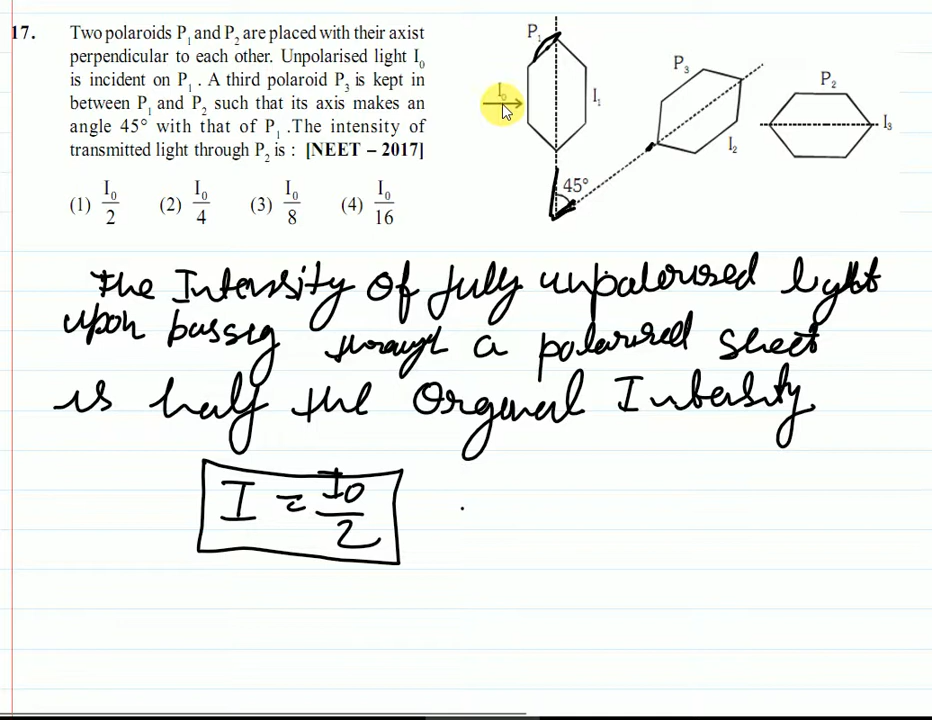 17. Two polaroids P1 and P2 are placed with their axist
perpendicular to each other. Unpolarised light I0
is incident on P1 . A third polaroid P3 is kept in
between P1 and P2 such that its axis makes an
angle 45° with that of P1 .The intensity of
transmitted light through P2 is : [NEET – 2017]
(1) I0/2 (2) I0/4 (3) I0/8 (4) I0/16
P1
I0
I1
45°
P3
I2
P2
I3
the Intensity of fully unpolorised light
upon passig through a polarised sheet
is half the Orgenal Intensity
I = I0/2